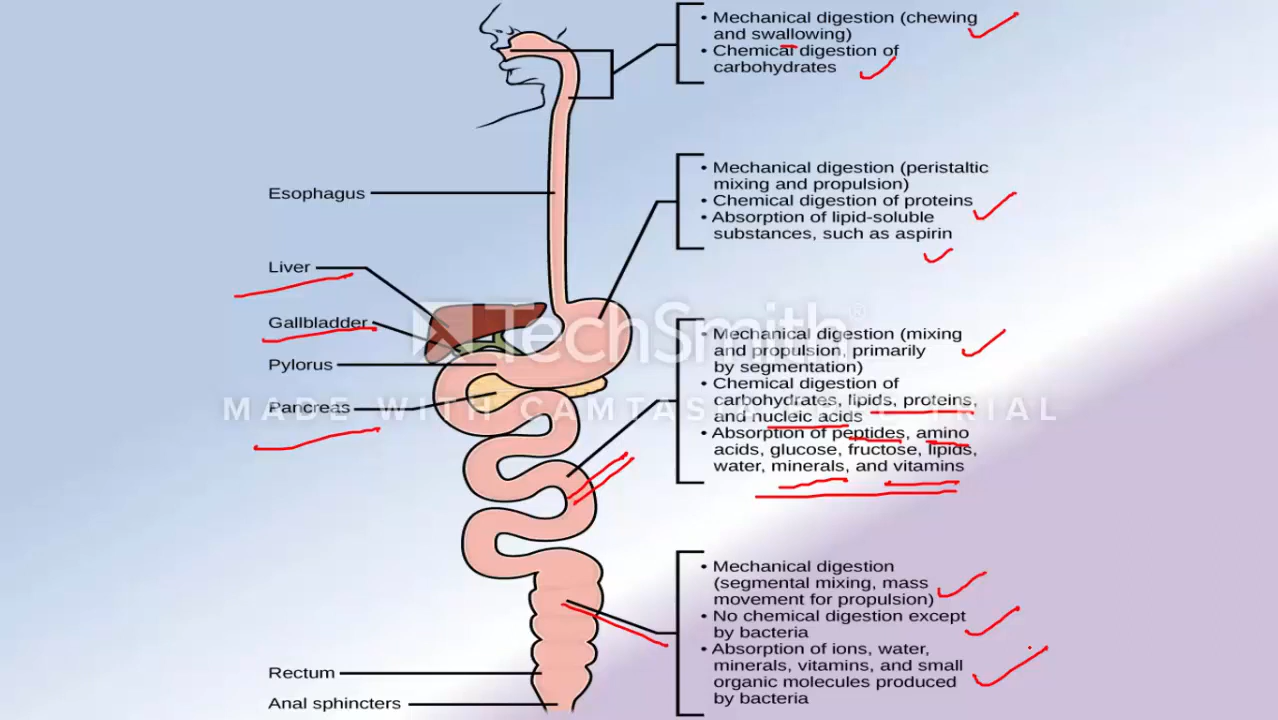 • Mechanical digestion (chewing
and swallowing)
• Chemical digestion of
carbohydrates
• Mechanical digestion (peristaltic
mixing and propulsion)
• Chemical digestion of proteins
• Absorption of lipid-soluble
substances, such as aspirin
• Mechanical digestion (mixing
and propulsion, primarily
by segmentation)
• Chemical digestion of
carbohydrates, lipids, proteins,
and nucleic acids
• Absorption of peptides, amino
acids, glucose, fructose, lipids,
water, minerals, and vitamins
• Mechanical digestion
(segmental mixing, mass
movement for propulsion)
• No chemical digestion except
by bacteria
• Absorption of ions, water,
minerals, vitamins, and small
organic molecules produced
by bacteria
Esophagus
Liver
Gallbladder
Pylorus
Pancreas
Rectum
Anal sphincters
TechSmith®
MADE WITH CAMTASIA FREE TRIAL